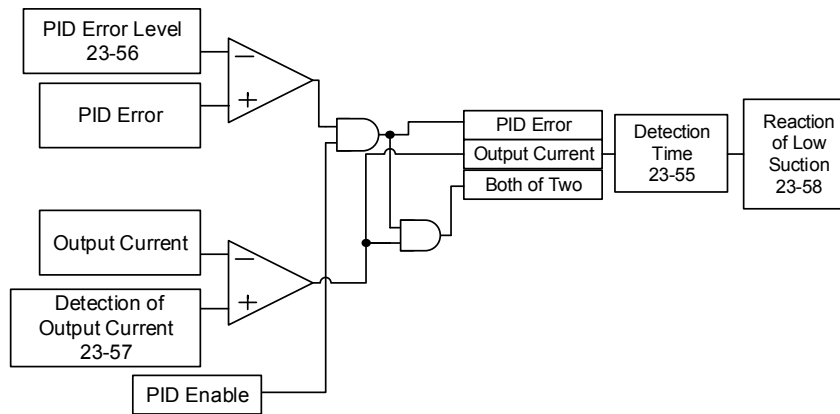 PID Error Level
23-56
−
+
PID Error
PID Error
Output Current
Both of Two
Detection
Time
23-55
Reaction
of Low
Suction
23-58
Output Current
−
+
Detection of
Output Current
23-57
PID Enable